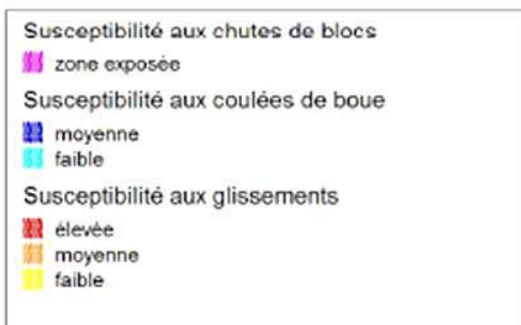 Susceptibilité aux chutes de blocs
zone exposée
Susceptibilité aux coulées de boue
moyenne
faible
Susceptibilité aux glissements
élevée
moyenne
faible